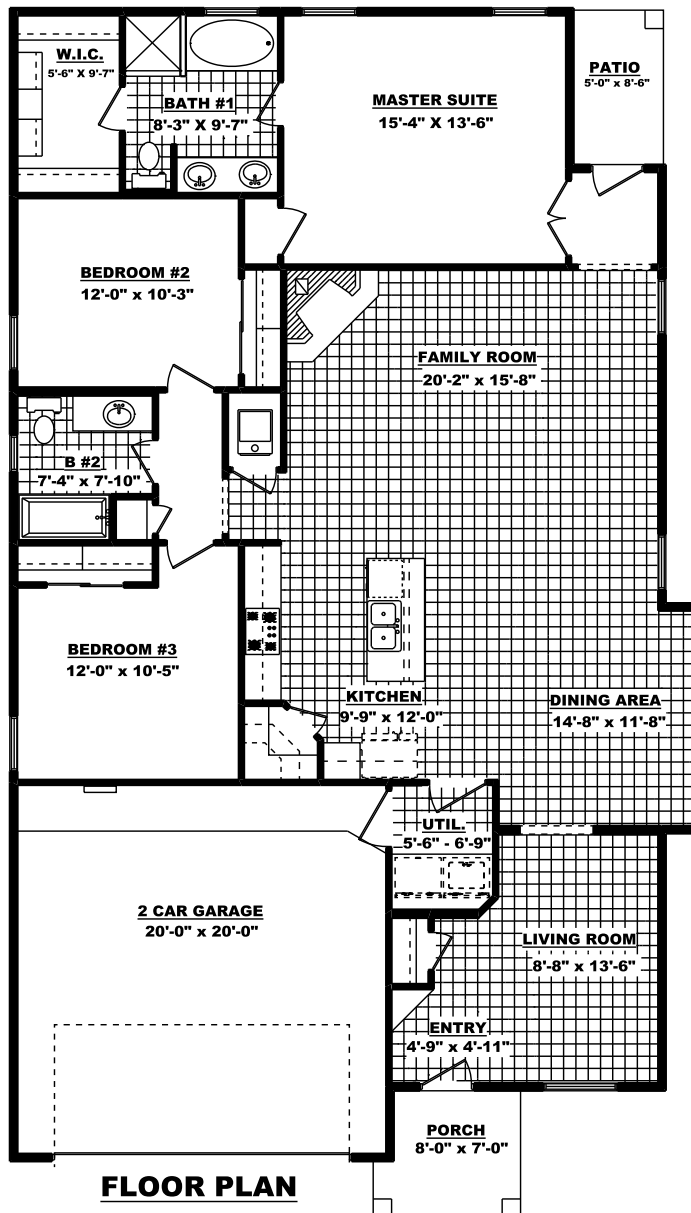 W.I.C.
5'-6" X 9'-7"
BATH #1
8'-3" X 9'-7"
MASTER SUITE
15'-4" X 13'-6"
PATIO
5'-0" x 8'-6"
BEDROOM #2
12'-0" x 10'-3"
FAMILY ROOM
20'-2" x 15'-8"
B #2
7'-4" x 7'-10"
BEDROOM #3
12'-0" x 10'-5"
KITCHEN
9'-9" x 12'-0"
DINING AREA
14'-8" x 11'-8"
UTIL.
5'-6" - 6'-9"
2 CAR GARAGE
20'-0" x 20'-0"
LIVING ROOM
8'-8" x 13'-6"
ENTRY
4'-9" x 4'-11"
PORCH
8'-0" x 7'-0"
FLOOR PLAN